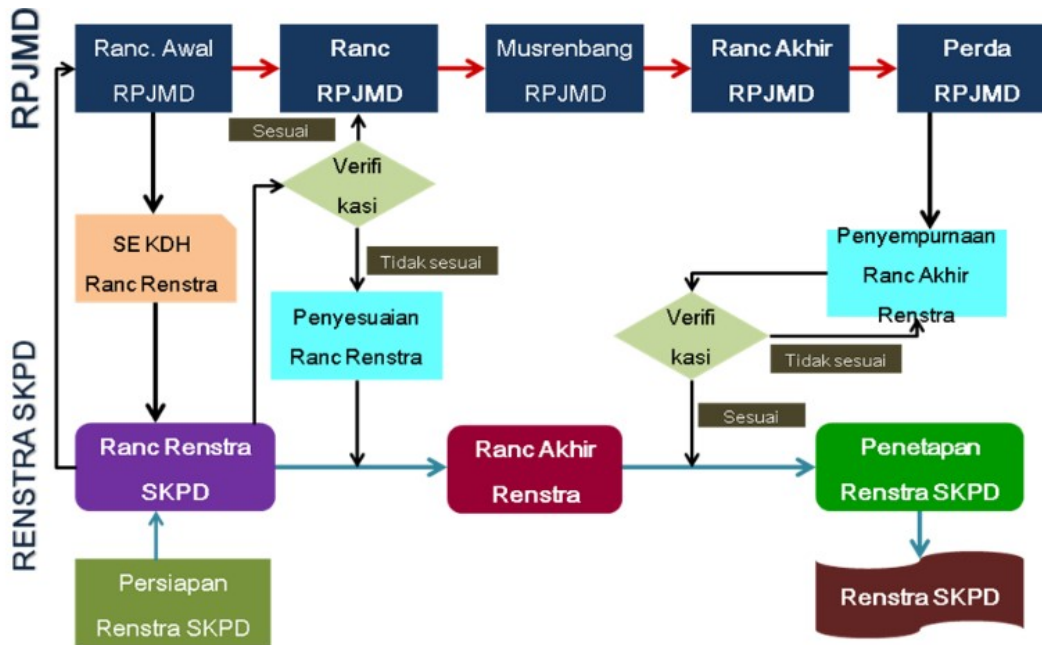 RPJMD
Ranc. Awal
RPJMD
Ranc
RPJMD
Musrenbang
RPJMD
Ranc Akhir
RPJMD
Perda
RPJMD
Sesuai
Verifi
kasi
SE KDH
Ranc Renstra
Tidak sesuai
Penyesuaian
Ranc Renstra
Penyempurnaan
Ranc Akhir
Renstra
Verifi
kasi
Tidak sesuai
Sesuai
RENSTRA SKPD
Ranc Renstra
SKPD
Ranc Akhir
Renstra
Penetapan
Renstra SKPD
Persiapan
Renstra SKPD
Renstra SKPD